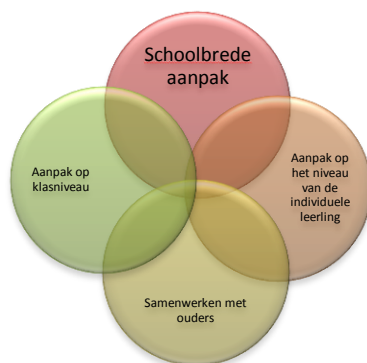 Schoolbrede
aanpak
Aanpak op
klasniveau
Aanpak op
het niveau
van de
individuele
leerling
Samenwerken met
ouders